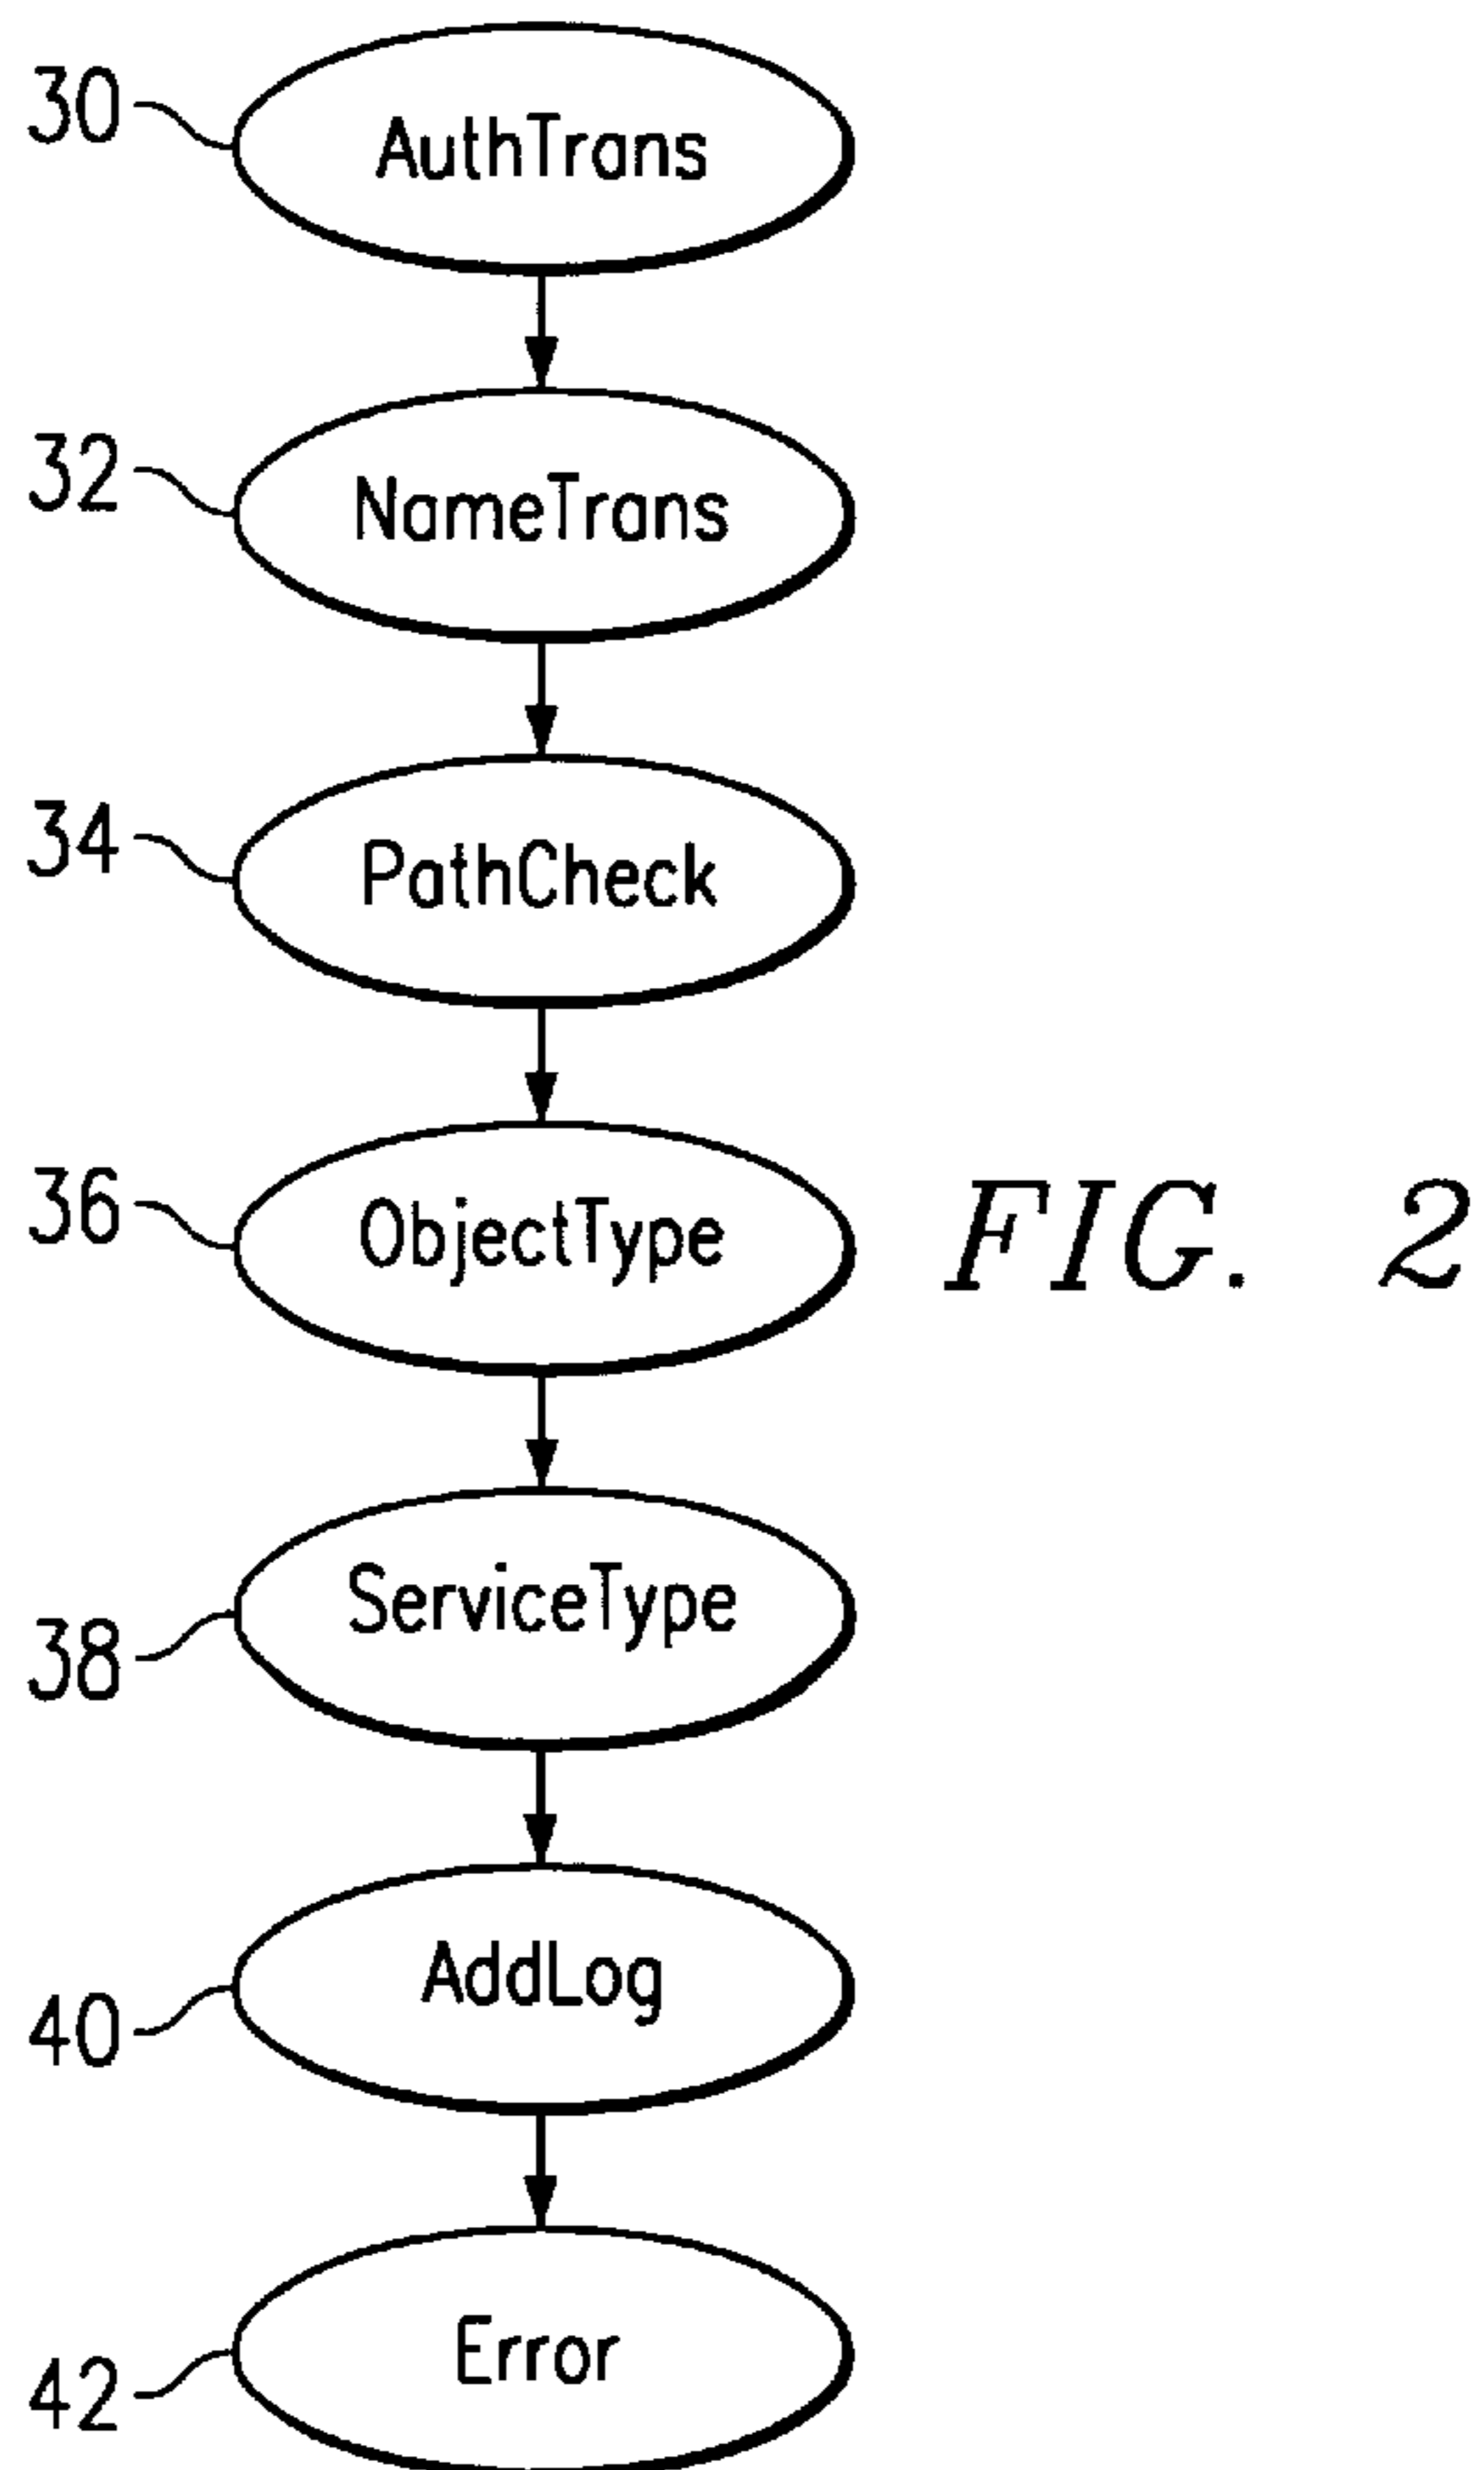 30 AuthTrans
32 NameTrans
34 PathCheck
36 ObjectType
FIG. 2
38 ServiceType
40 AddLog
42 Error